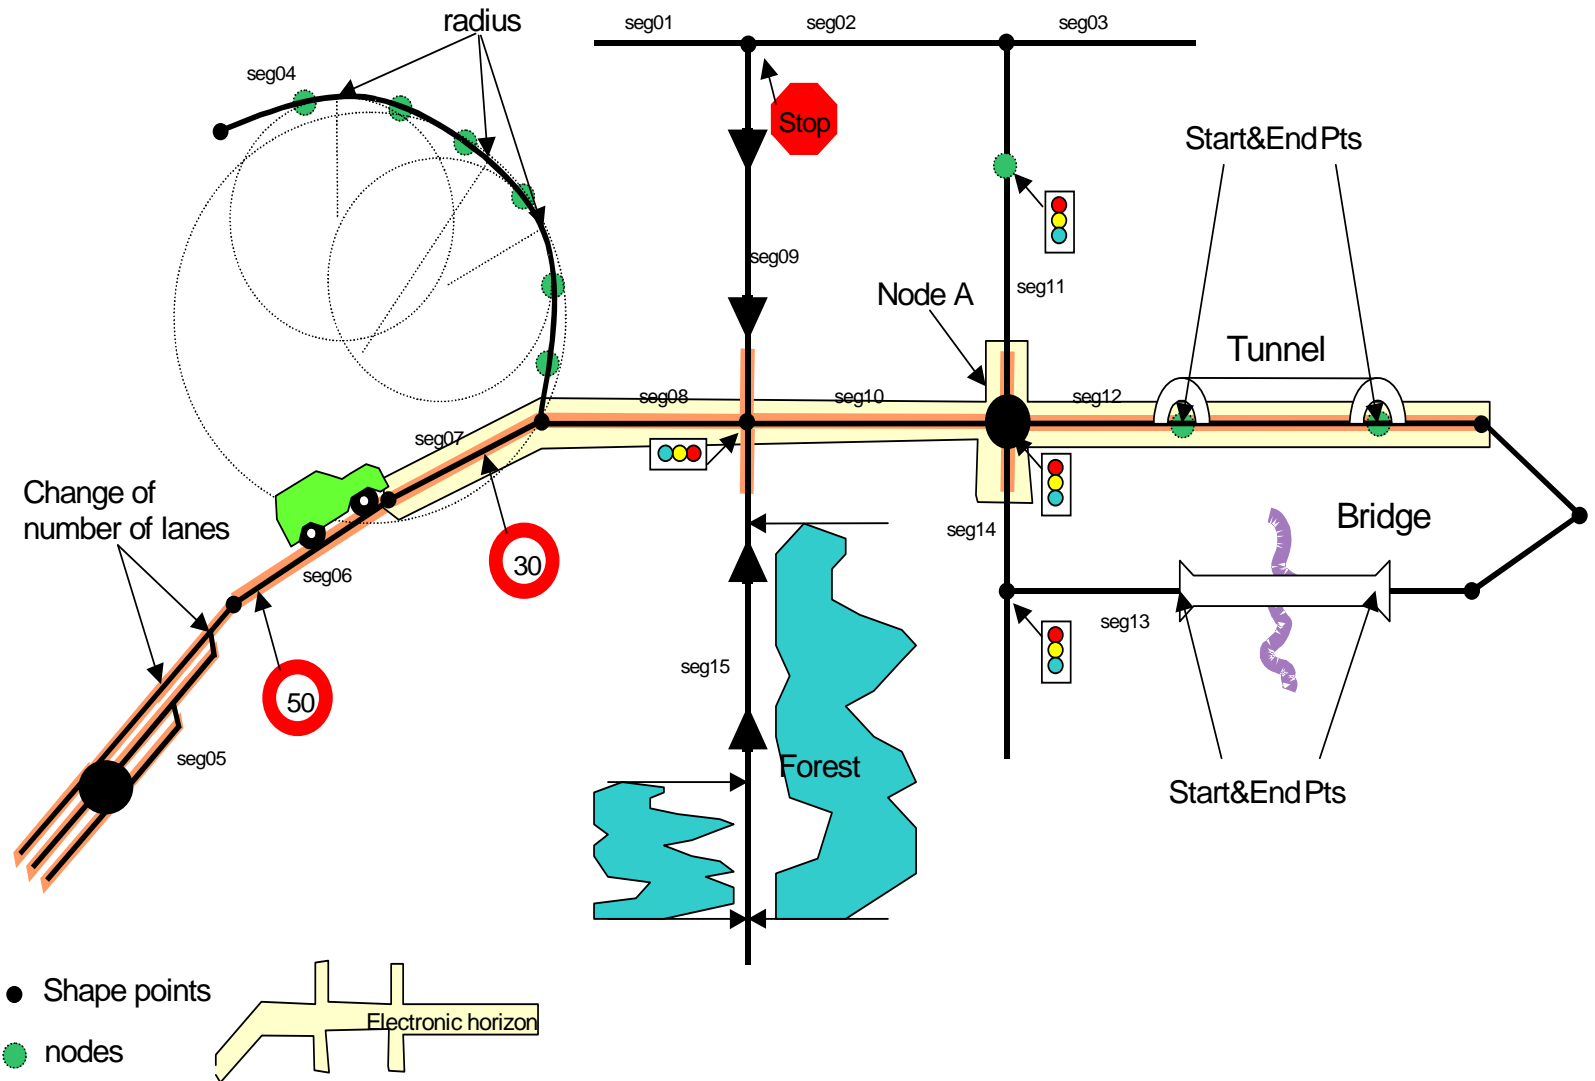 radius
seg01
seg02
seg03
seg04
Stop
Start&End Pts
seg09
Node A
seg11
Tunnel
seg08
seg10
seg12
seg07
Change of
number of lanes
Bridge
seg14
30
seg06
seg13
seg15
50
seg05
Forest
Start&End Pts
Shape points
Electronic horizon
nodes